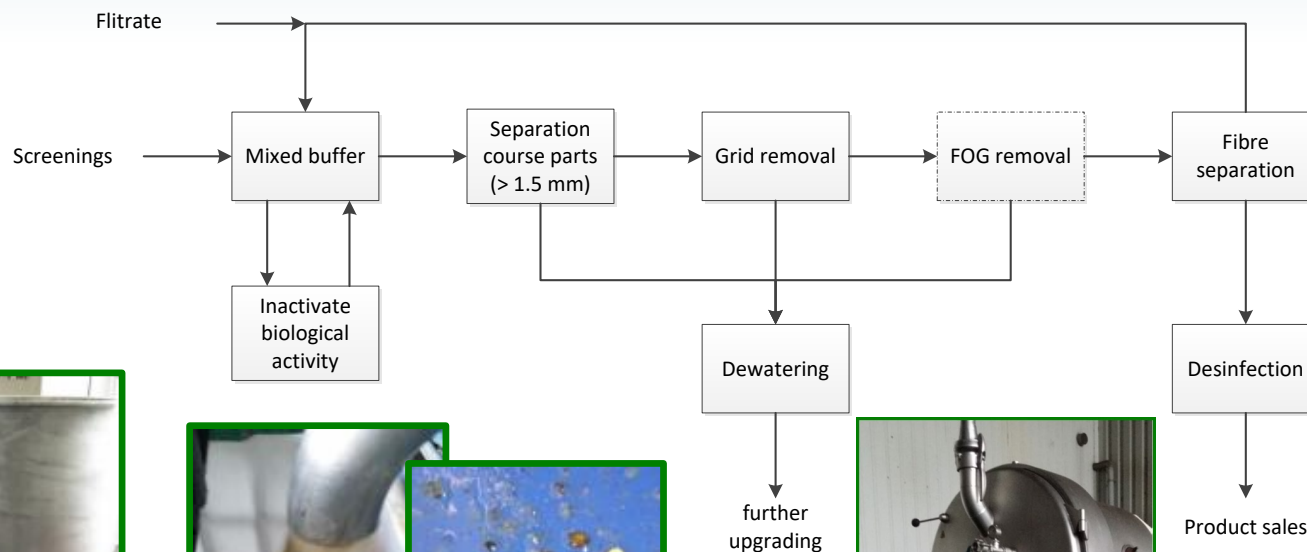 Flitrate
Screenings
Mixed buffer
Separation
course parts
(> 1.5 mm)
Grid removal
FOG removal
Fibre
separation
Inactivate
biological
activity
Dewatering
Desinfection
further
upgrading
Product sales